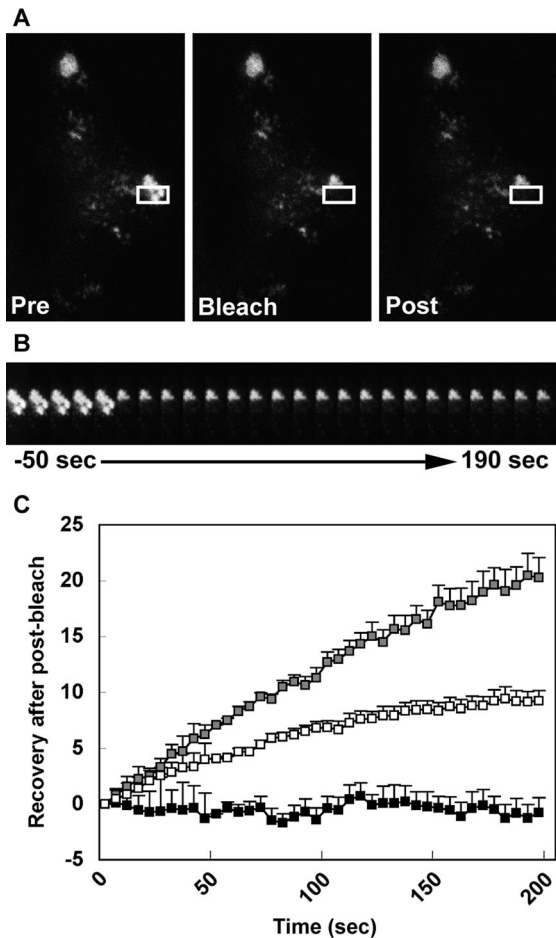 A
Pre
Bleach
Post
B
-50 sec
190 sec
C
25
20
15
10
5
0
-5
Recovery after post-bleach
0
50
100
150
200
Time (sec)